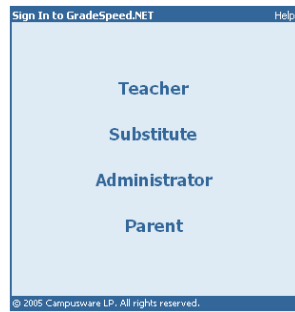 Sign In to GradeSpeed.NET Help
Teacher
Substitute
Administrator
Parent
© 2005 Campusware LP. All rights reserved.